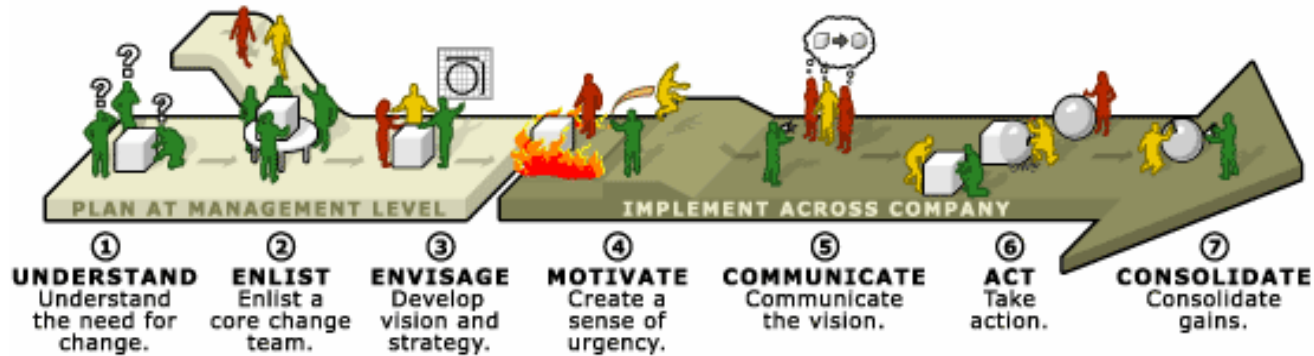 ?
?
?
PLAN AT MANAGEMENT LEVEL
IMPLEMENT ACROSS COMPANY
1
UNDERSTAND
Understand
the need for
change.
2
ENLIST
Enlist a
core change
team.
3
ENVISAGE
Develop
vision and
strategy.
4
MOTIVATE
Create a
sense of
urgency.
5
COMMUNICATE
Communicate
the vision.
6
ACT
Take
action.
7
CONSOLIDATE
Consolidate
gains.